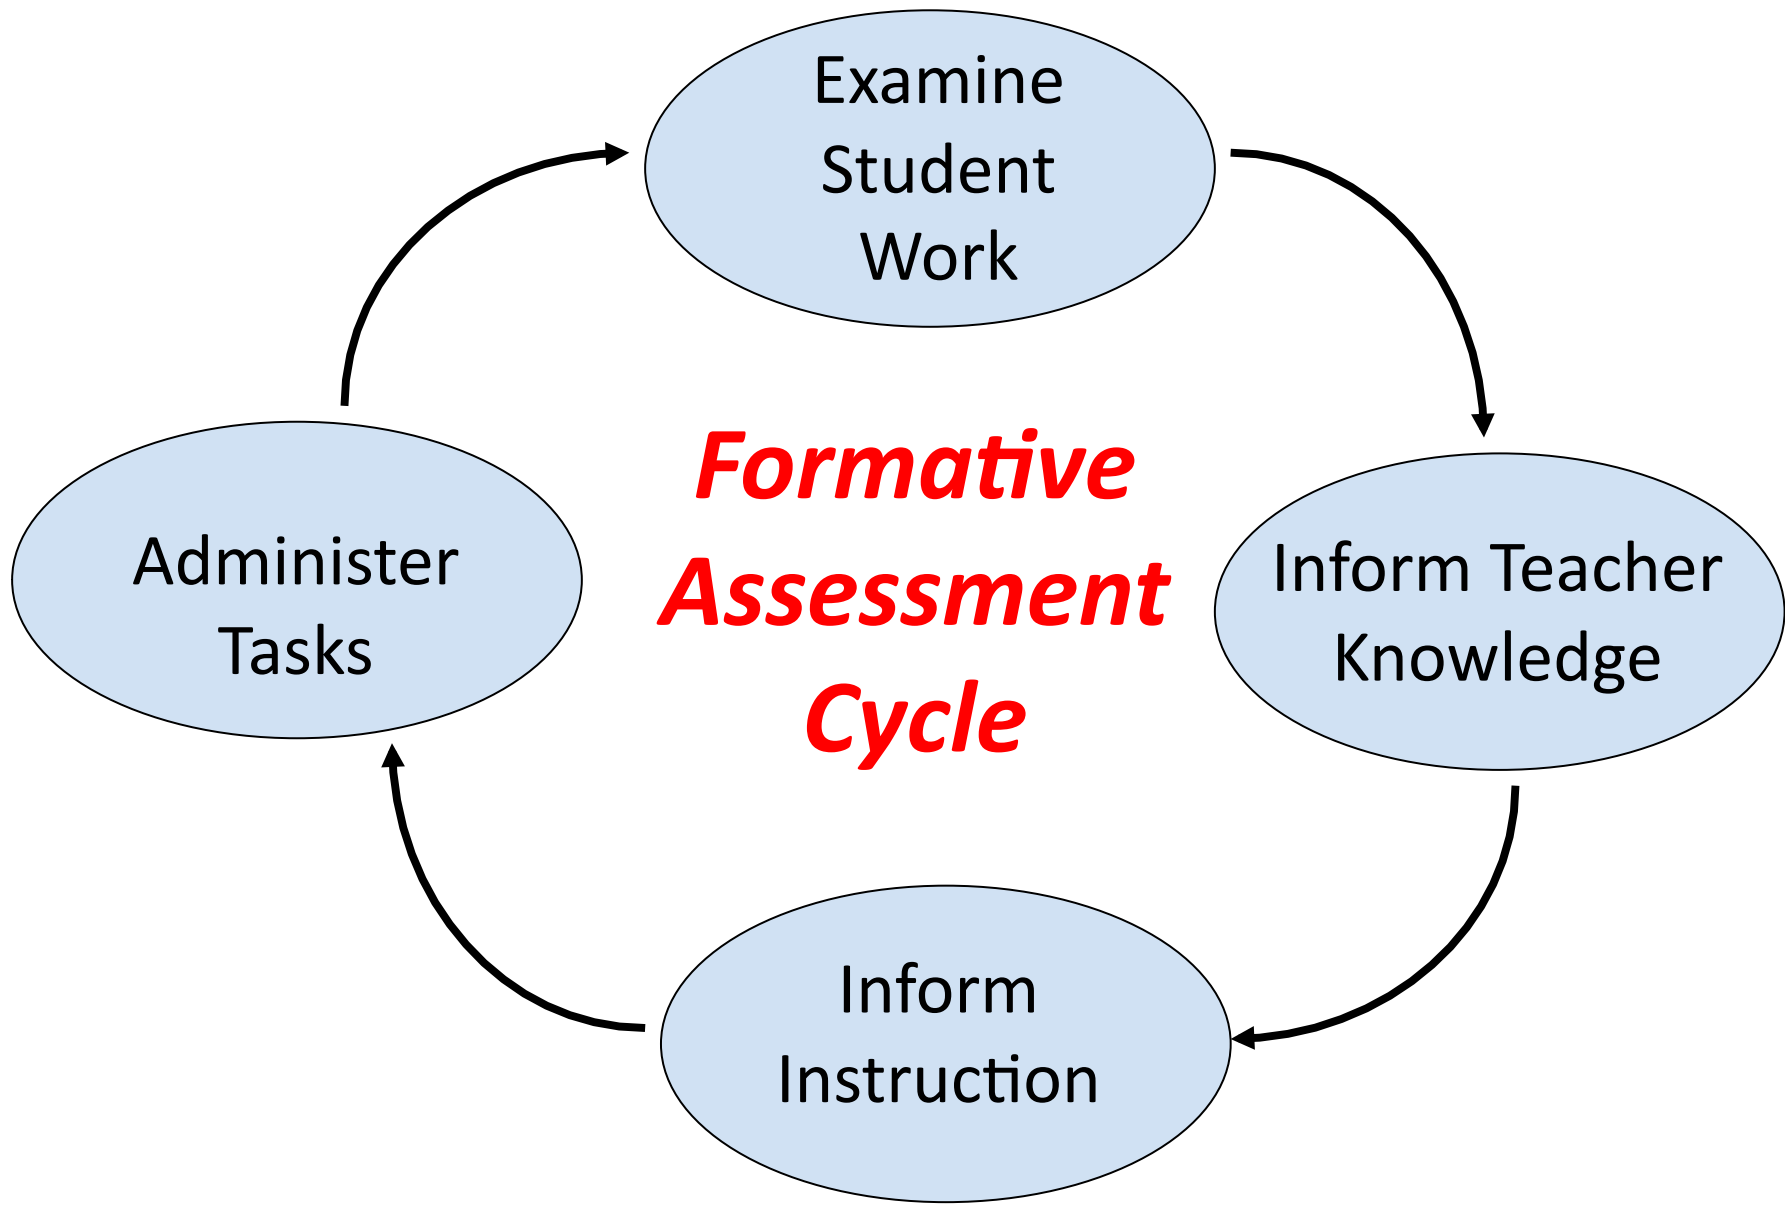 Examine
Student
Work
Formative
Assessment
Cycle
Administer
Tasks
Inform Teacher
Knowledge
Inform
Instruction